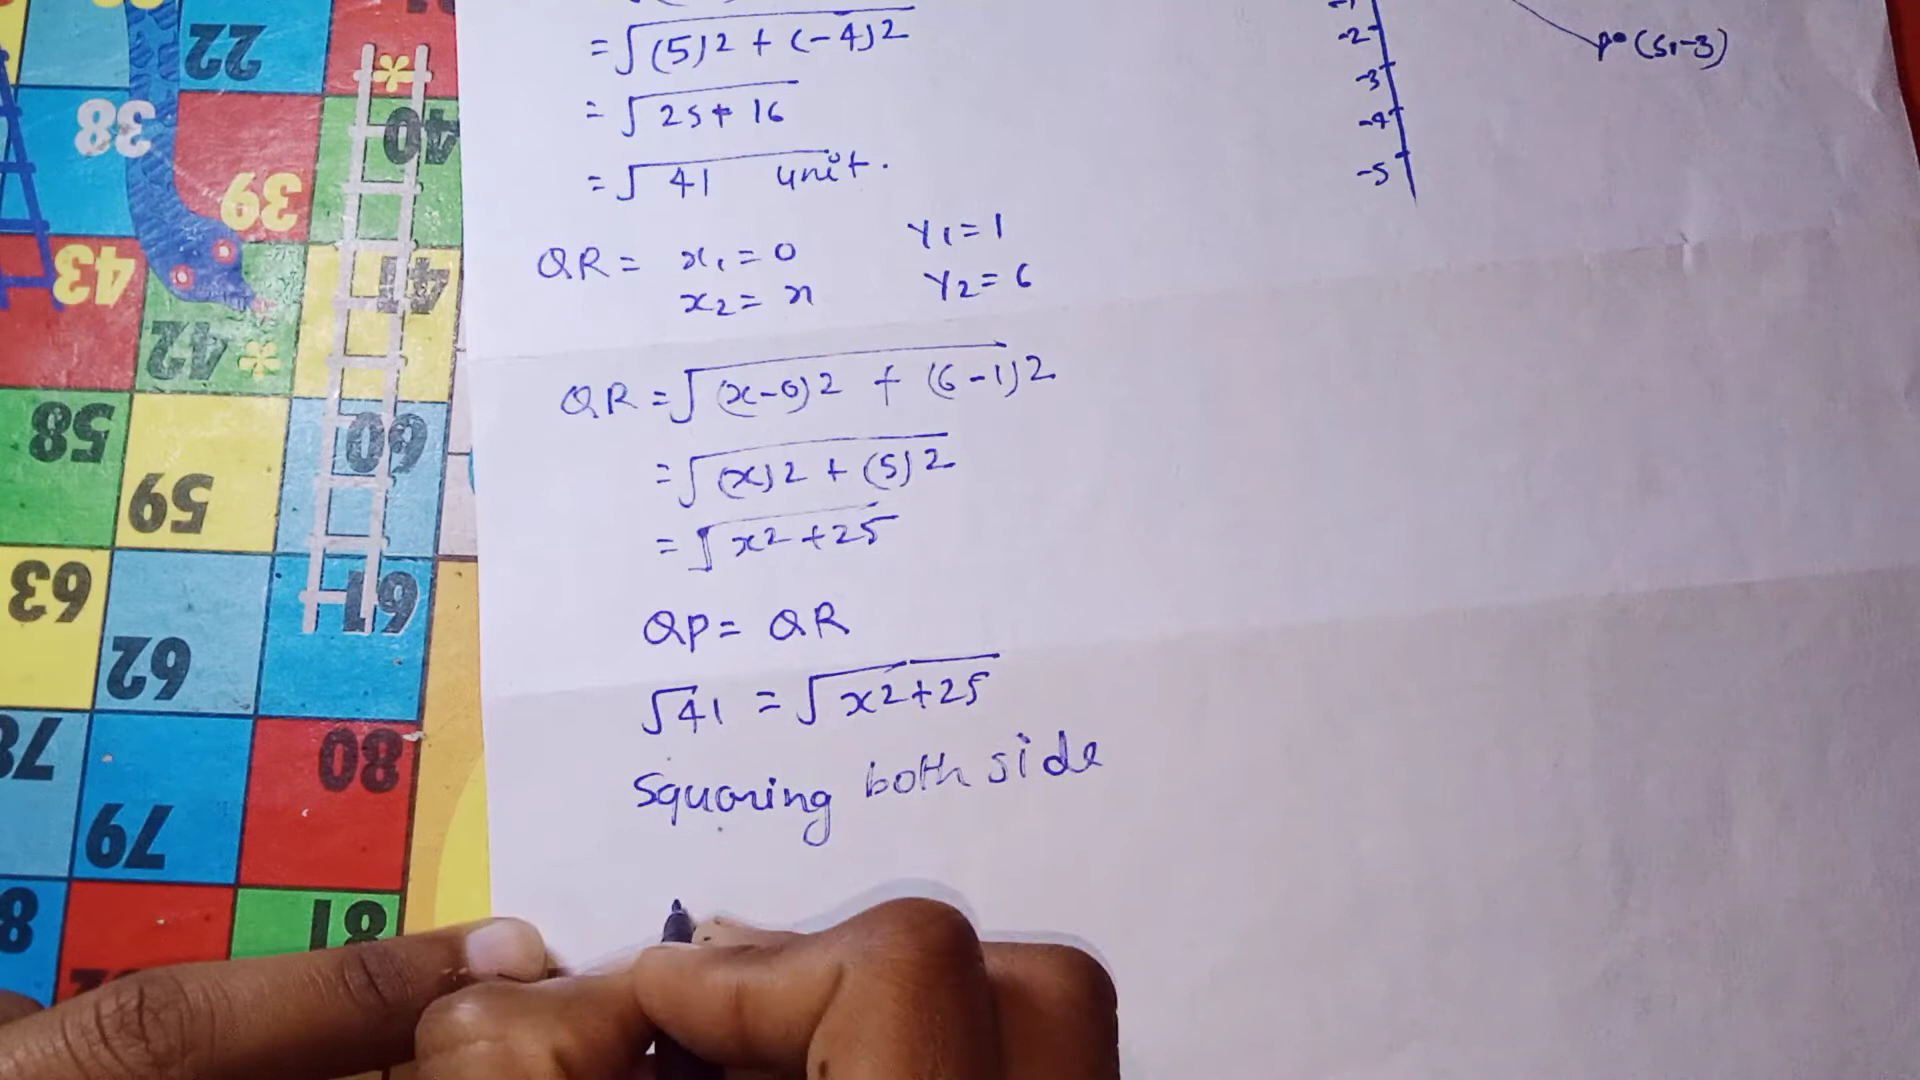 = √(5)2 + (-4)2
= √25 + 16
= √41 unit.
QR = x1 = 0 Y1 = 1
x2 = x Y2 = 6
QR = √(x-0)2 + (6-1)2
= √(x)2 + (5)2
= √x2 + 25
QP = QR
√41 = √x2+25
Squaring both side
-2
-3
-4
-5
P (5,-3)
22
38
40
39
43
41
42
58
60
59
63
61
62
78
80
79
81